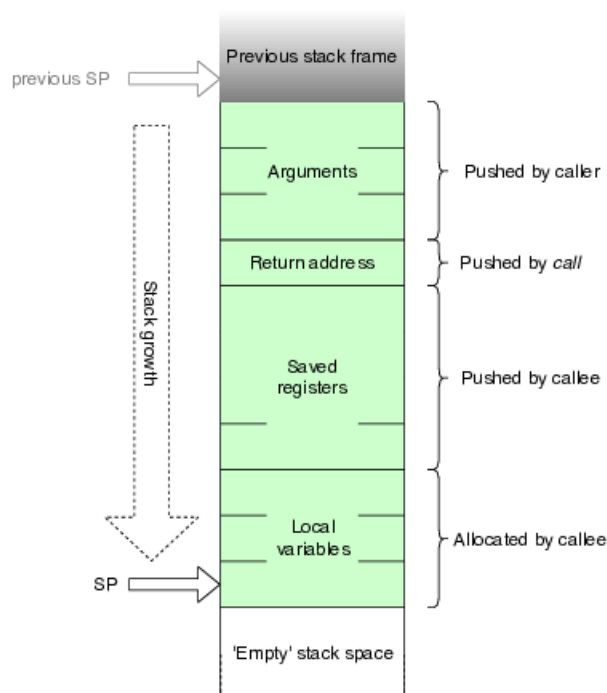 Previous stack frame
previous SP
Arguments
Pushed by caller
Return address
Pushed by call
Stack growth
Saved
registers
Pushed by callee
Local
variables
Allocated by callee
SP
'Empty' stack space